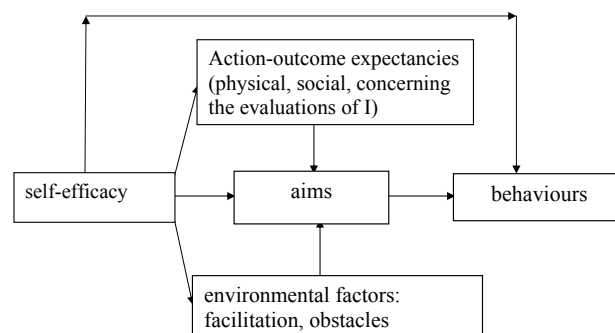 Action-outcome expectancies
(physical, social, concerning
the evaluations of I)
self-efficacy
aims
behaviours
environmental factors:
facilitation, obstacles